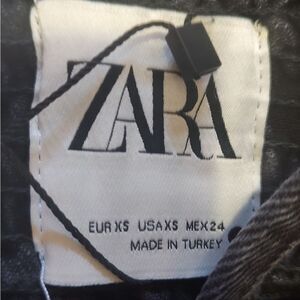 ZARA
EUR XS USA XS MEX 24
MADE IN TURKEY